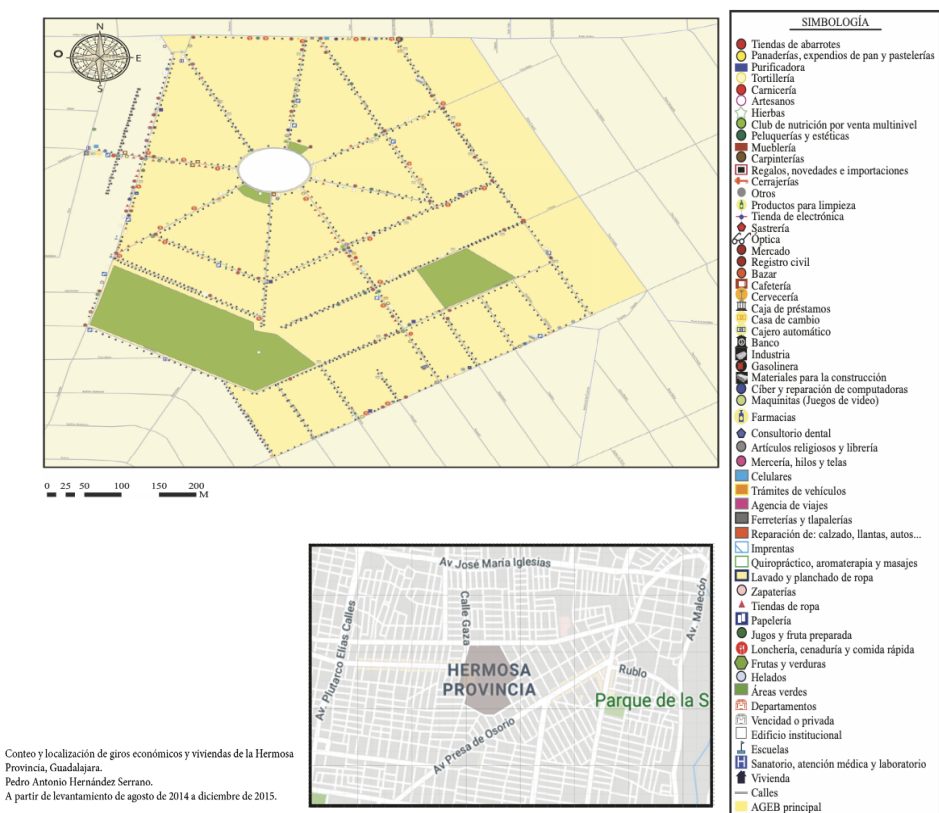 N
O
E
S
0 25 50 100 150 200
M
SIMBOLOGÍA
Tiendas de abarrotes
Panaderías, expendios de pan y pastelerías
Purificadora
Tortillería
Carnicería
Artesanos
Hierbas
Club de nutrición por venta multinivel
Peluquerías y estéticas
Mueblería
Carpinterías
Regalos, novedades e importaciones
Cerrajerías
Otros
Productos para limpieza
Tienda de electrónica
Sastrería
Óptica
Mercado
Registro civil
Bazar
Cafetería
Cervecería
Caja de préstamos
Casa de cambio
Cajero automático
Banco
Industria
Gasolinera
Materiales para la construcción
Cíber y reparación de computadoras
Maquinitas (Juegos de video)
Farmacias
Consultorio dental
Artículos religiosos y librería
Mercería, hilos y telas
Celulares
Trámites de vehículos
Agencia de viajes
Ferreterías y tlapalerías
Reparación de: calzado, llantas, autos...
Imprentas
Quiropráctico, aromaterapia y masajes
Lavado y planchado de ropa
Zapaterías
Tiendas de ropa
Papelería
Jugos y fruta preparada
Lonchería, cenaduría y comida rápida
Frutas y verduras
Helados
Áreas verdes
Departamentos
Vencidad o privada
Edificio institucional
Escuelas
Sanatorio, atención médica y laboratorio
Vivienda
Calles
AGEB principal
Av José María Iglesias
Calle Gaza
Av. Plutarco Elías Calles
Av. Malecón
HERMOSA
PROVINCIA
Rublo
Parque de la S
Av Presa de Osorio
Conteo y localización de giros económicos y viviendas de la Hermosa
Provincia, Guadalajara.
Pedro Antonio Hernández Serrano.
A partir de levantamiento de agosto de 2014 a diciembre de 2015.